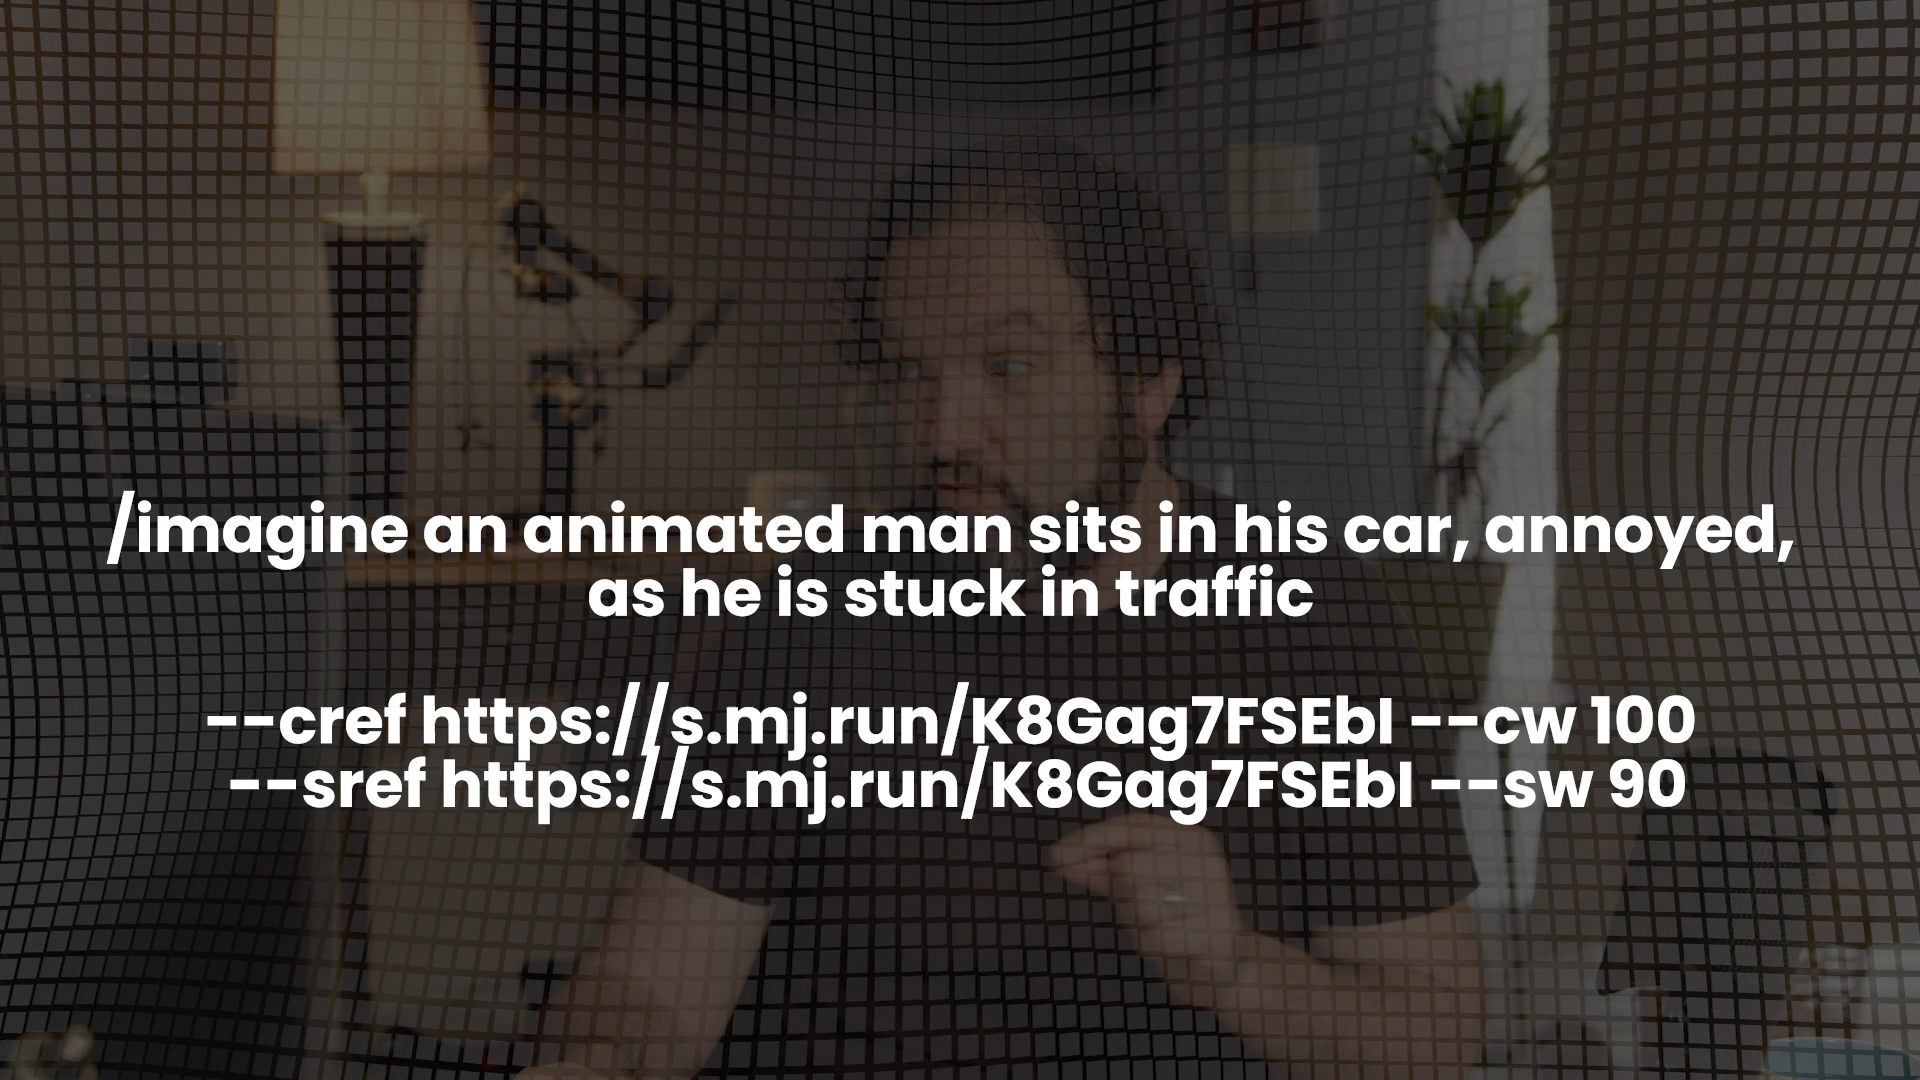 /imagine an animated man sits in his car, annoyed,
as he is stuck in traffic
--cref https://s.mj.run/K8Gag7FSEbI --cw 100
--sref https://s.mj.run/K8Gag7FSEbI --sw 90